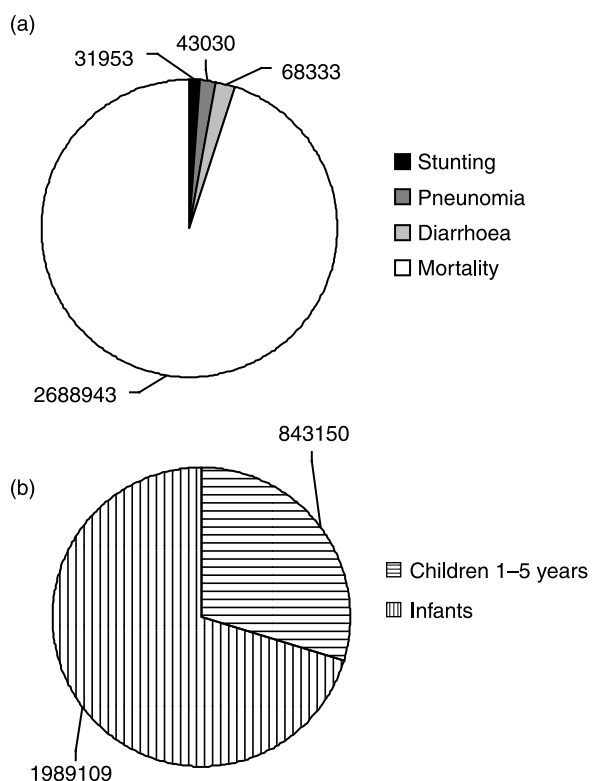 (a)
31953
43030
68333
Stunting
Pneunomia
Diarrhoea
Mortality
2688943
(b)
843150
Children 1–5 years
Infants
1989109